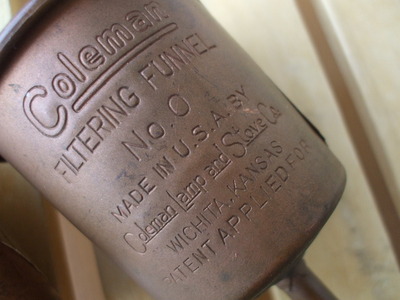 Coleman
FILTERING FUNNEL
No. 0
MADE IN U.S.A. BY
Coleman Lamp and Stove Co.
WICHITA, KANSAS
PATENT APPLIED FOR